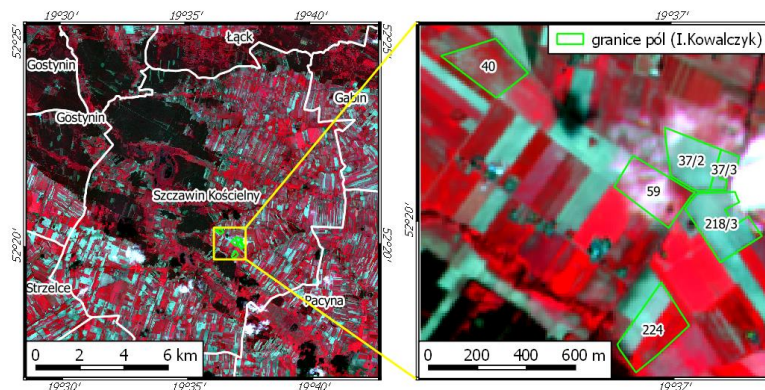 19°30' 19°35' 19°40'
52°25' 52°25'
Łąck
Gostynin
Gąbin
Gostynin
Szczawin Kościelny
52°20' 52°20'
Strzelce
Pacyna
0 2 4 6 km
19°30' 19°35' 19°40'
19°37'
granice pól (I.Kowalczyk)
40
37/2
37/3
59
52°20' 52°20'
218/3
224
0 200 400 600 m
19°37'